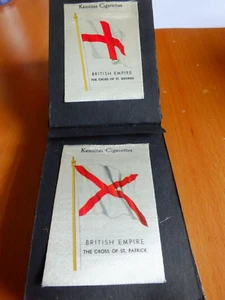 Kensitas Cigarettes
BRITISH EMPIRE
THE CROSS OF ST. GEORGE
Kensitas Cigarettes
BRITISH EMPIRE
THE CROSS OF ST. PATRICK